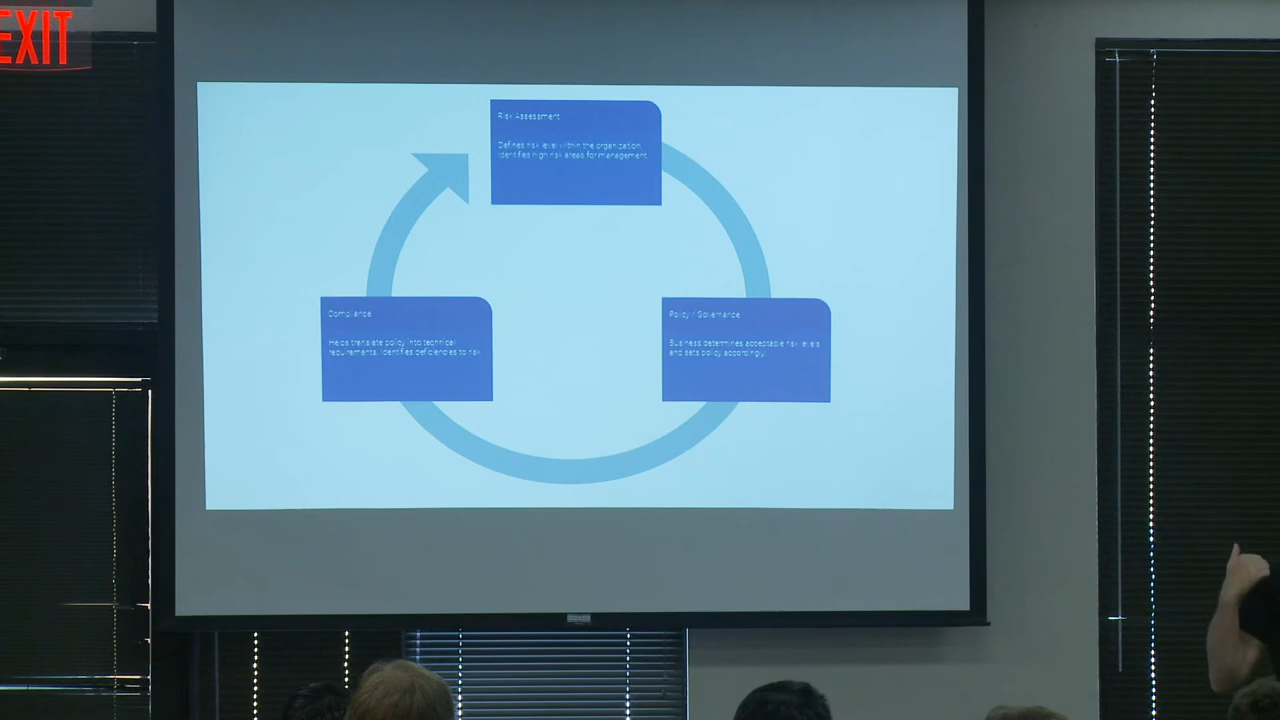 EXIT
Risk Assessment
Defines risk level within the organization.
Identifies high risk areas for management.
Compliance
Helps translate policy into technical
requirements. Identifies deficiencies to risk.
Policy / Governance
Business determines acceptable risk levels
and sets policy accordingly.